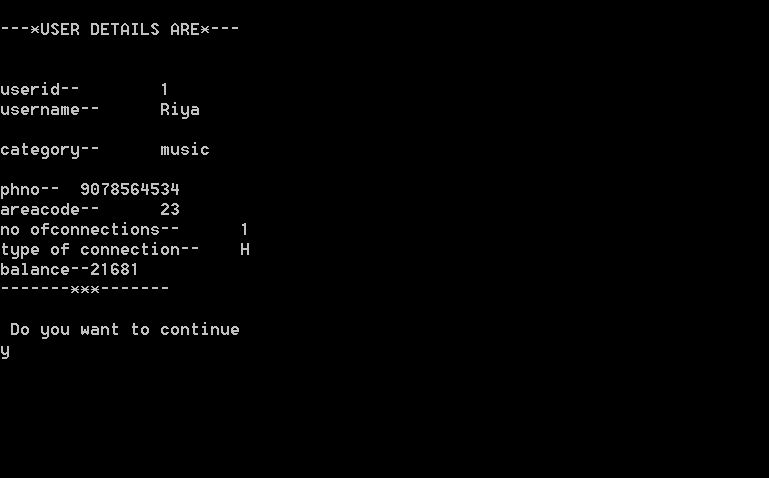 ---*USER DETAILS ARE*---
userid-- 1
username-- Riya
category-- music
phno-- 9078564534
areacode-- 23
no ofconnections-- 1
type of connection-- H
balance--21681
-------***-------
Do you want to continue
y